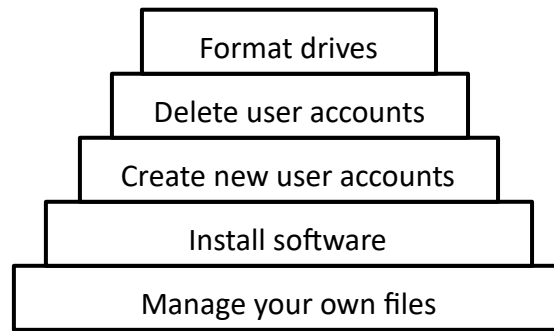 Format drives
Delete user accounts
Create new user accounts
Install software
Manage your own files